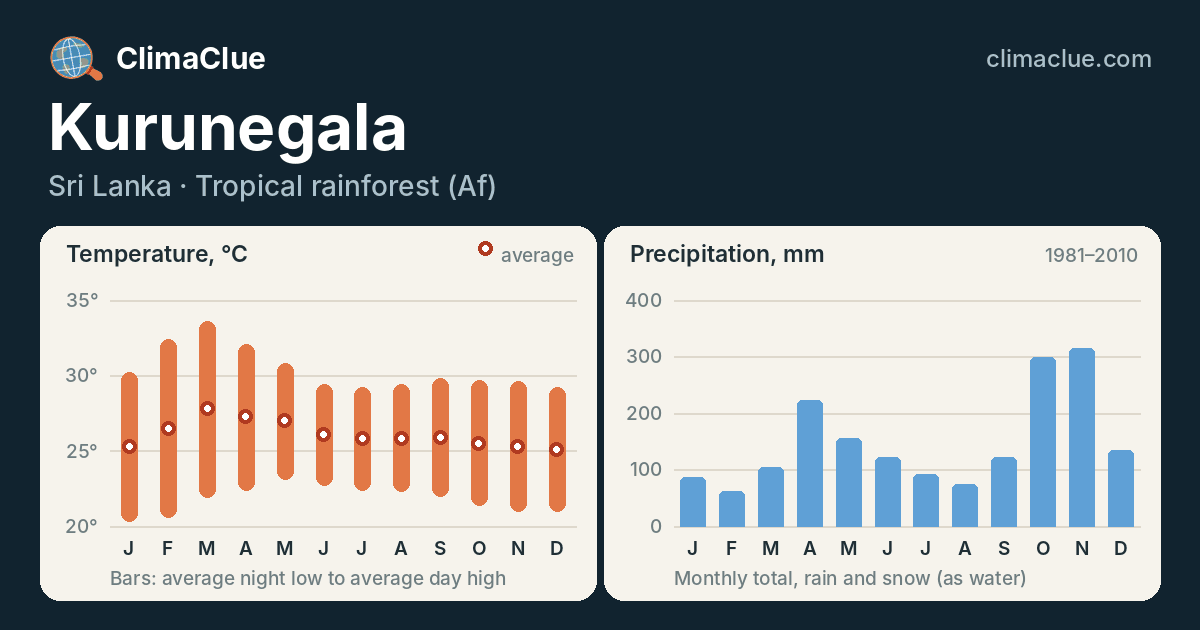 ClimaClue
climaclue.com
Kurunegala
Sri Lanka · Tropical rainforest (Af)
Temperature, °C
average
35°
30°
25°
20°
J F M A M J J A S O N D
Bars: average night low to average day high
Precipitation, mm
1981–2010
400
300
200
100
0
J F M A M J J A S O N D
Monthly total, rain and snow (as water)